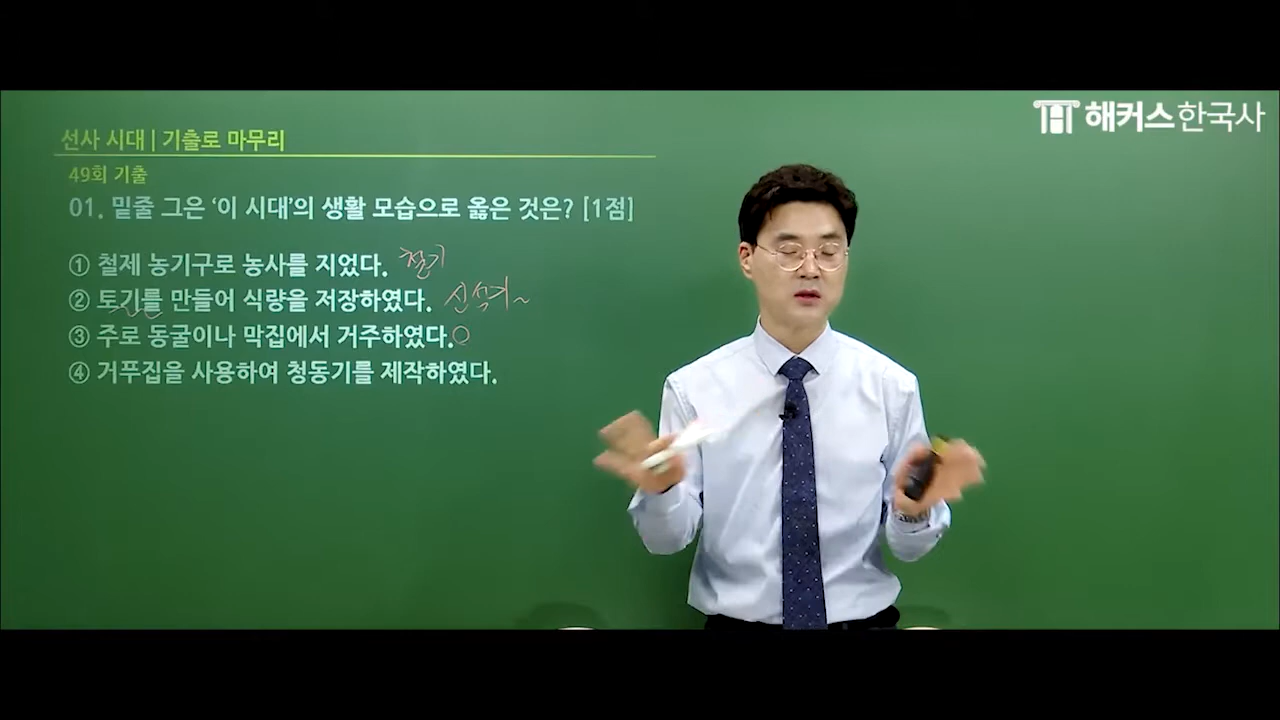 해커스한국사
선사 시대 | 기출로 마무리
49회 기출
01. 밑줄 그은 ‘이 시대’의 생활 모습으로 옳은 것은? [1점]
① 철제 농기구로 농사를 지었다. 철기
② 토기를 만들어 식량을 저장하였다. 신석기~
③ 주로 동굴이나 막집에서 거주하였다.
④ 거푸집을 사용하여 청동기를 제작하였다.